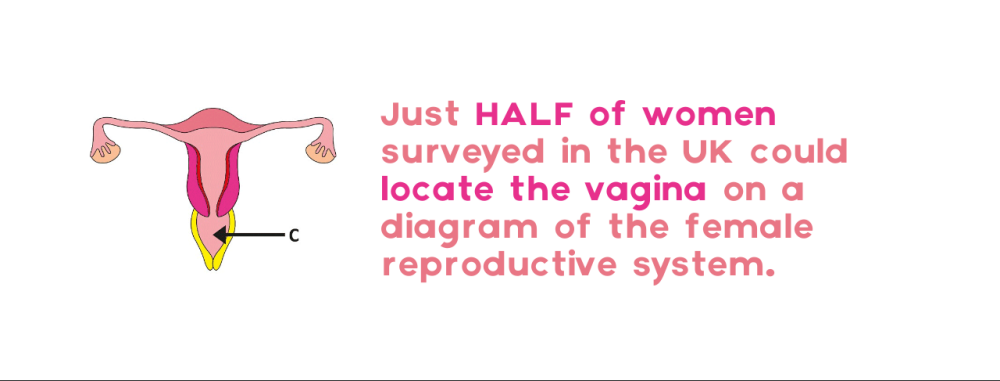 Just HALF of women
surveyed in the UK could
locate the vagina on a
diagram of the female
reproductive system.
C